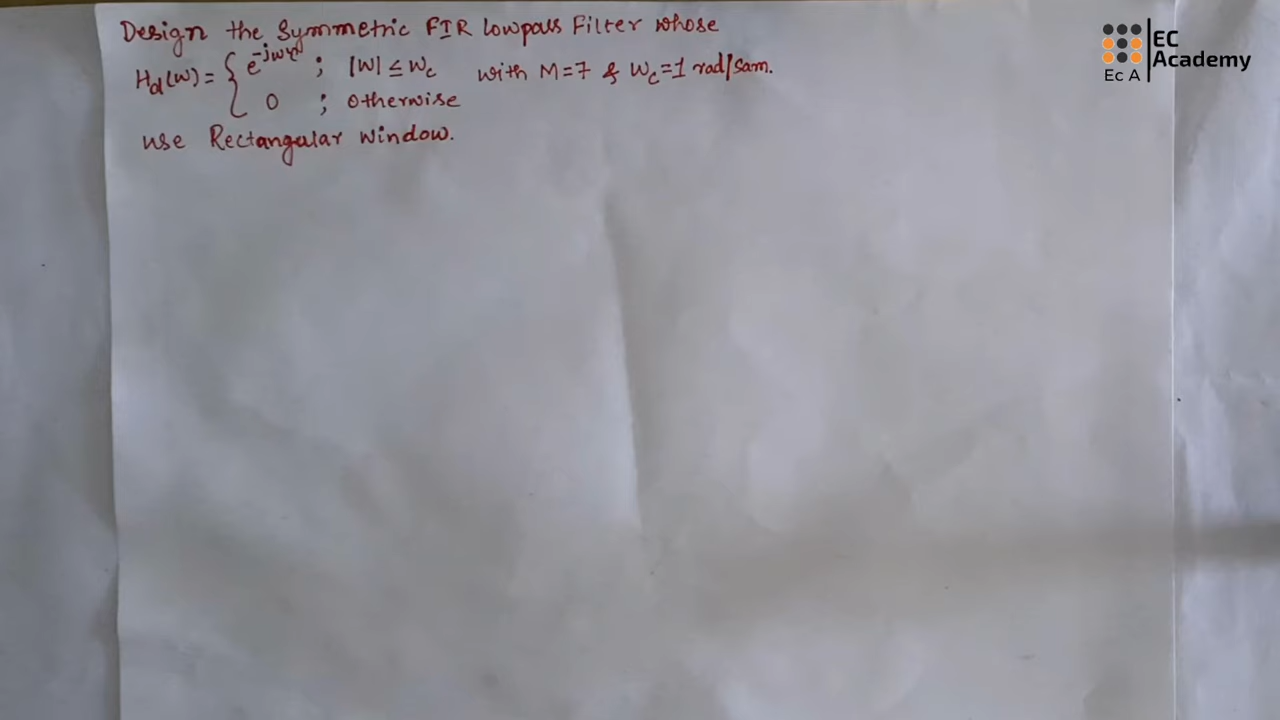 Design the Symmetric FIR lowpass Filter whose
Hd(w) = { e^-jwτ ; |w| ≤ wc with M=7 & wc=1 rad/sam.
0 ; otherwise
use Rectangular window.
EC
Academy
Ec A